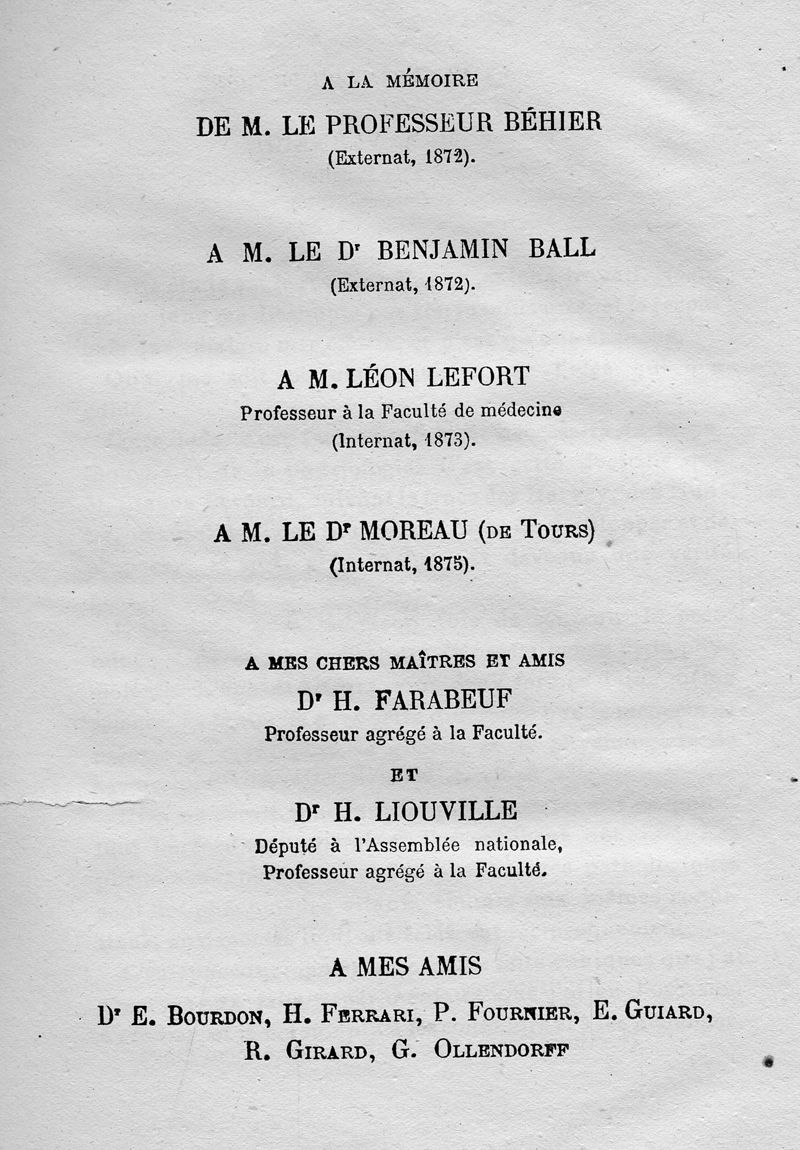 A LA MÉMOIRE
DE M. LE PROFESSEUR BÉHIER
(Externat, 1872).
A M. LE Dr BENJAMIN BALL
(Externat, 1872).
A M. LÉON LEFORT
Professeur à la Faculté de médecine
(Internat, 1873).
A M. LE Dr MOREAU (DE TOURS)
(Internat, 1875).
A MES CHERS MAÎTRES ET AMIS
Dr H. FARABEUF
Professeur agrégé à la Faculté.
ET
Dr H. LIOUVILLE
Député à l'Assemblée nationale,
Professeur agrégé à la Faculté.
A MES AMIS
Dr E. BOURDON, H. FERRARI, P. FOURNIER, E. GUIARD,
R. GIRARD, G. OLLENDORFF